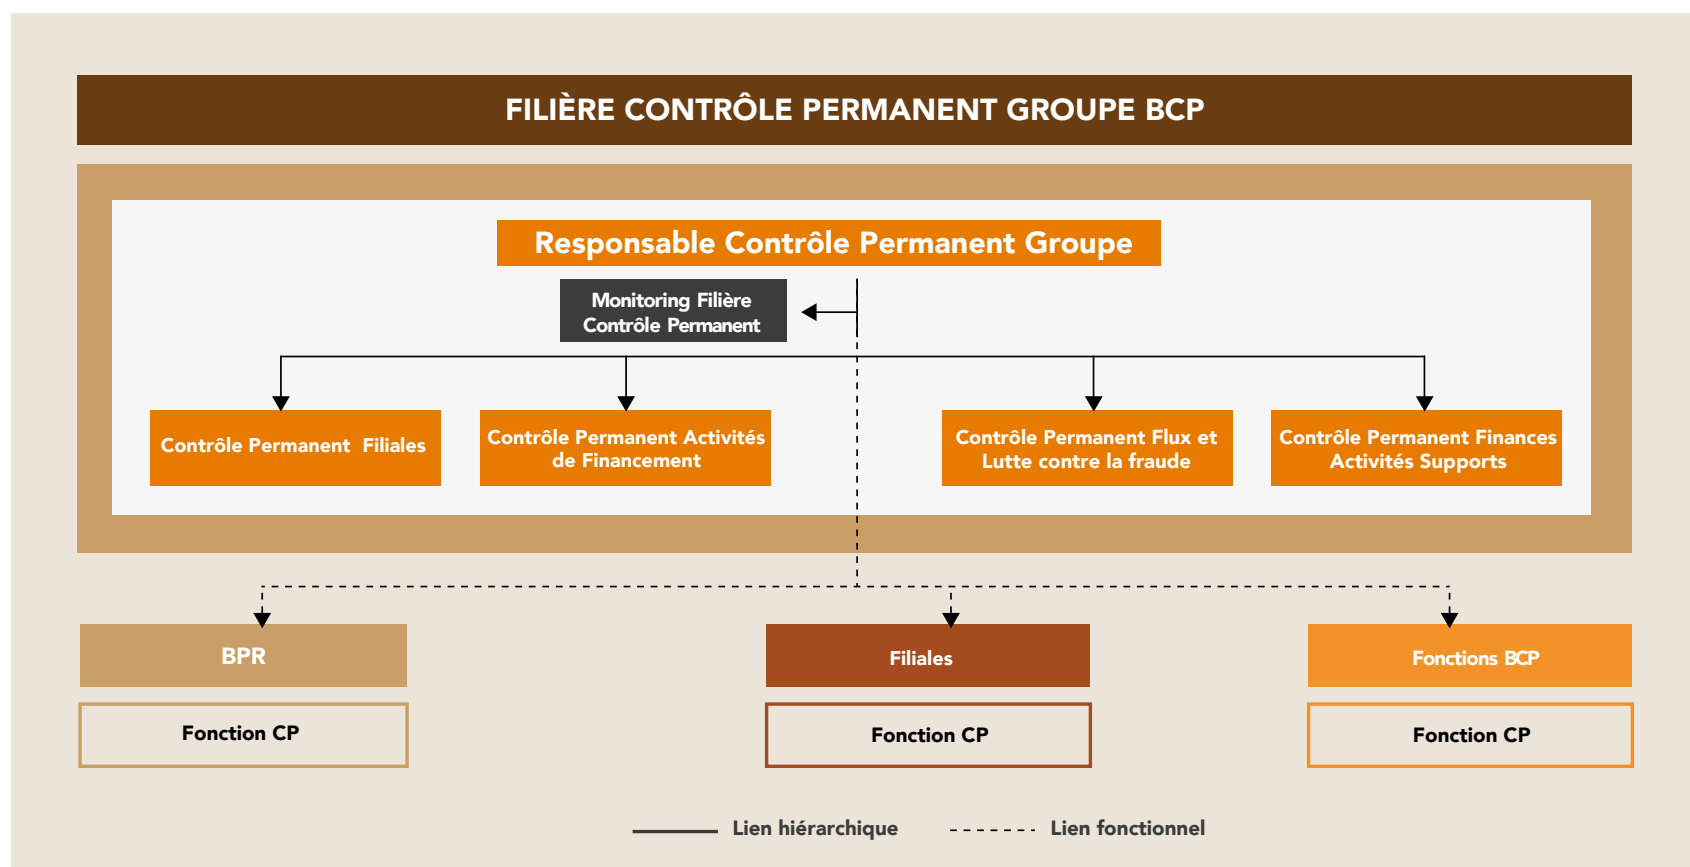 FILIÈRE CONTRÔLE PERMANENT GROUPE BCP
Responsable Contrôle Permanent Groupe
Monitoring Filière
Contrôle Permanent
Contrôle Permanent Filiales
Contrôle Permanent Activités
de Financement
Contrôle Permanent Flux et
Lutte contre la fraude
Contrôle Permanent Finances
Activités Supports
BPR
Filiales
Fonctions BCP
Fonction CP
Fonction CP
Fonction CP
Lien hiérarchique
Lien fonctionnel